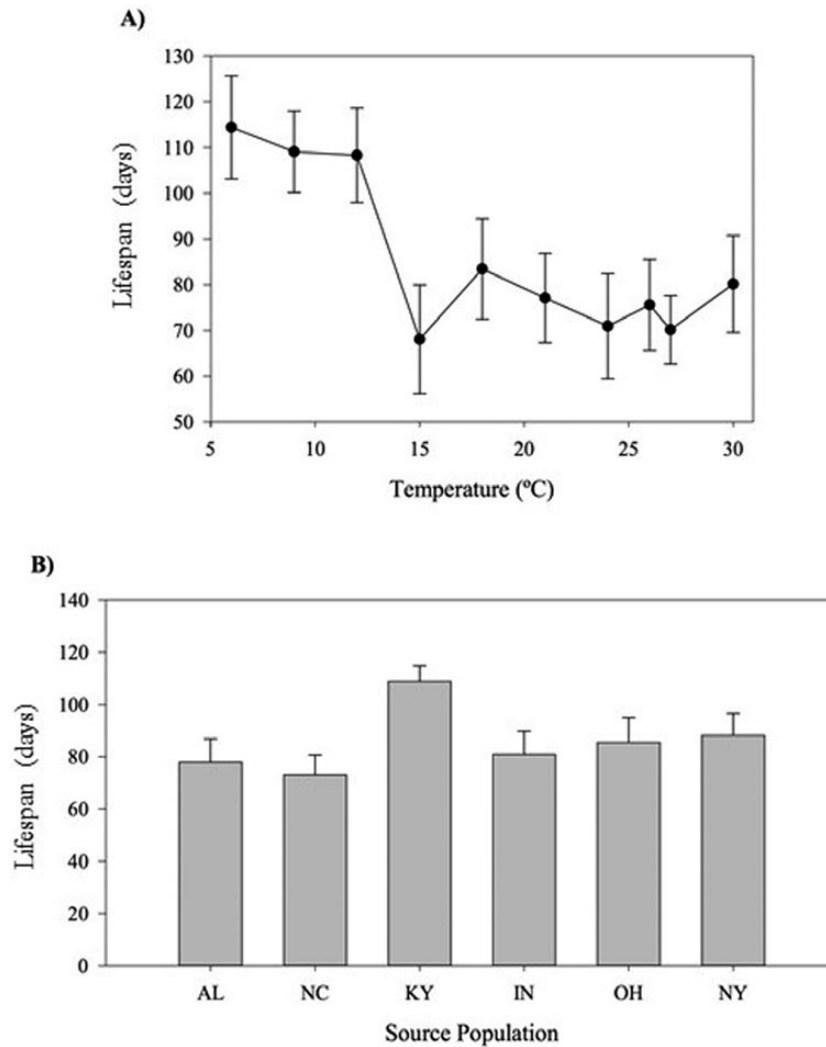 A)
130
120
110
100
90
80
70
60
50
Lifespan (days)
5 10 15 20 25 30
Temperature (ºC)
B)
140
120
100
80
60
40
20
0
Lifespan (days)
AL NC KY IN OH NY
Source Population